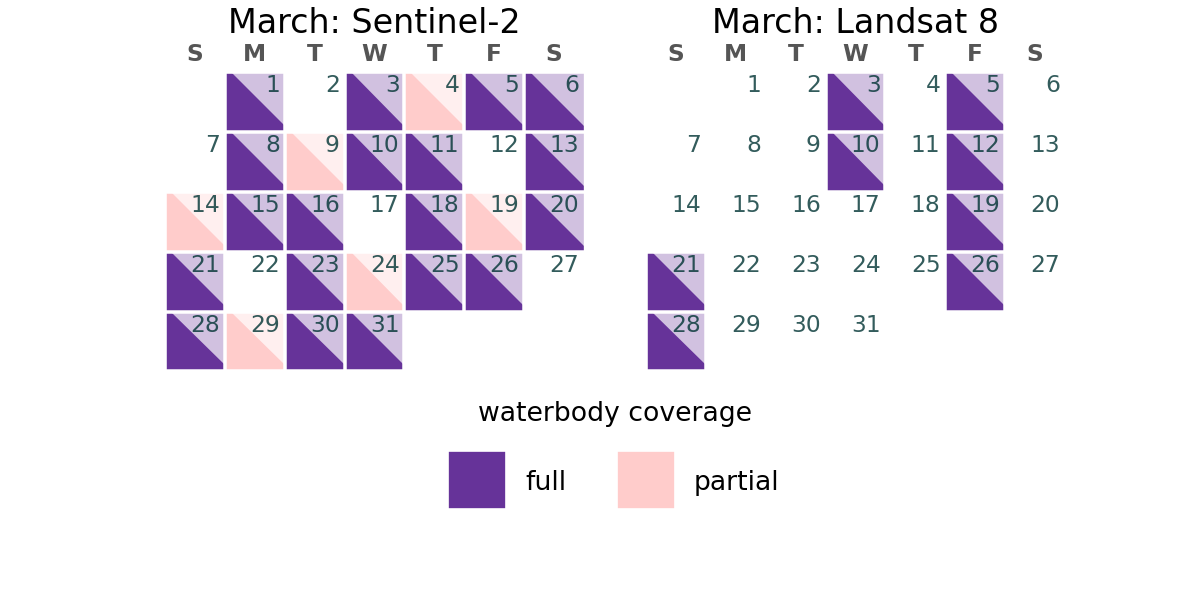 March: Sentinel-2
S M T W T F S
1 2 3 4 5 6
7 8 9 10 11 12 13
14 15 16 17 18 19 20
21 22 23 24 25 26 27
28 29 30 31
March: Landsat 8
S M T W T F S
1 2 3 4 5 6
7 8 9 10 11 12 13
14 15 16 17 18 19 20
21 22 23 24 25 26 27
28 29 30 31
waterbody coverage
full partial